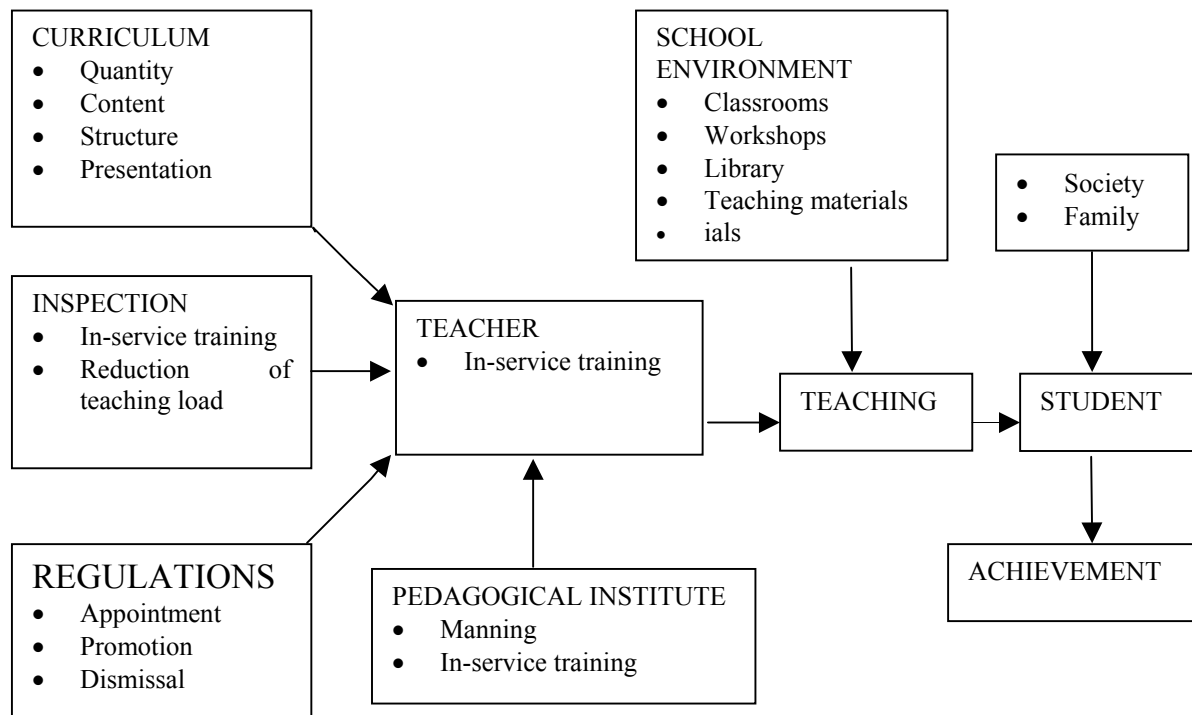 CURRICULUM
• Quantity
• Content
• Structure
• Presentation
SCHOOL
ENVIRONMENT
• Classrooms
• Workshops
• Library
• Teaching materials
• ials
• Society
• Family
INSPECTION
• In-service training
• Reduction of
teaching load
TEACHER
• In-service training
TEACHING
STUDENT
REGULATIONS
• Appointment
• Promotion
• Dismissal
PEDAGOGICAL INSTITUTE
• Manning
• In-service training
ACHIEVEMENT